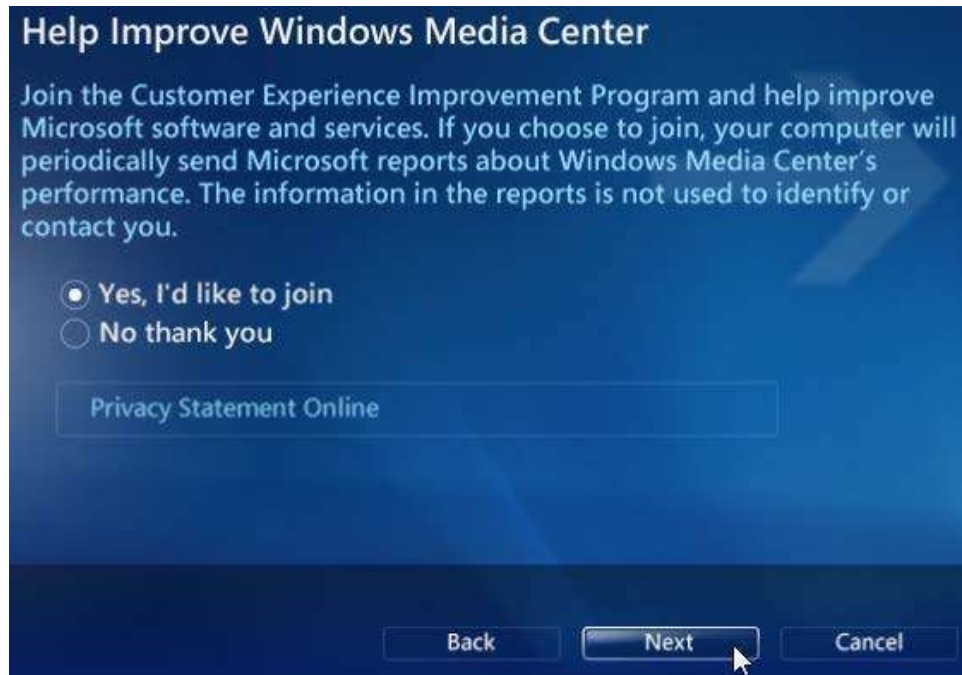 Help Improve Windows Media Center
Join the Customer Experience Improvement Program and help improve
Microsoft software and services. If you choose to join, your computer will
periodically send Microsoft reports about Windows Media Center's
performance. The information in the reports is not used to identify or
contact you.
Yes, I'd like to join
No thank you
Privacy Statement Online
Back Next Cancel